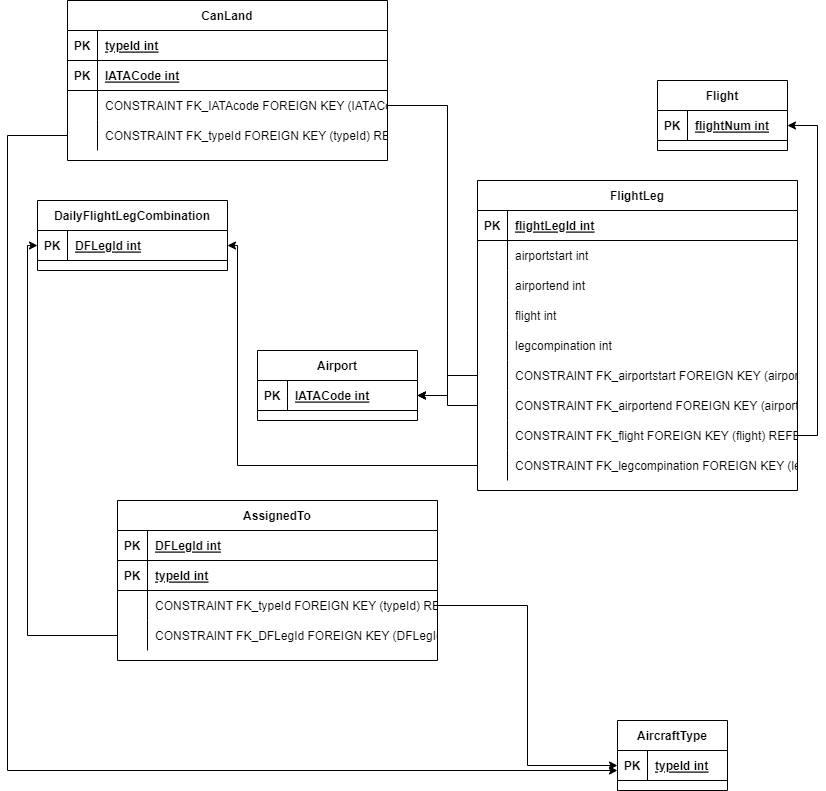 CanLand
PK typeId int
PK IATACode int
CONSTRAINT FK_IATAcode FOREIGN KEY (IATAC
CONSTRAINT FK_typeId FOREIGN KEY (typeId) RE
Flight
PK flightNum int
FlightLeg
PK flightLegId int
airportstart int
airportend int
flight int
legcompination int
CONSTRAINT FK_airportstart FOREIGN KEY (airpor
CONSTRAINT FK_airportend FOREIGN KEY (airport
CONSTRAINT FK_flight FOREIGN KEY (flight) REFE
CONSTRAINT FK_legcompination FOREIGN KEY (le
DailyFlightLegCombination
PK DFLegId int
Airport
PK IATACode int
AssignedTo
PK DFLegId int
PK typeId int
CONSTRAINT FK_typeId FOREIGN KEY (typeId) RE
CONSTRAINT FK_DFLegId FOREIGN KEY (DFLegI
AircraftType
PK typeId int